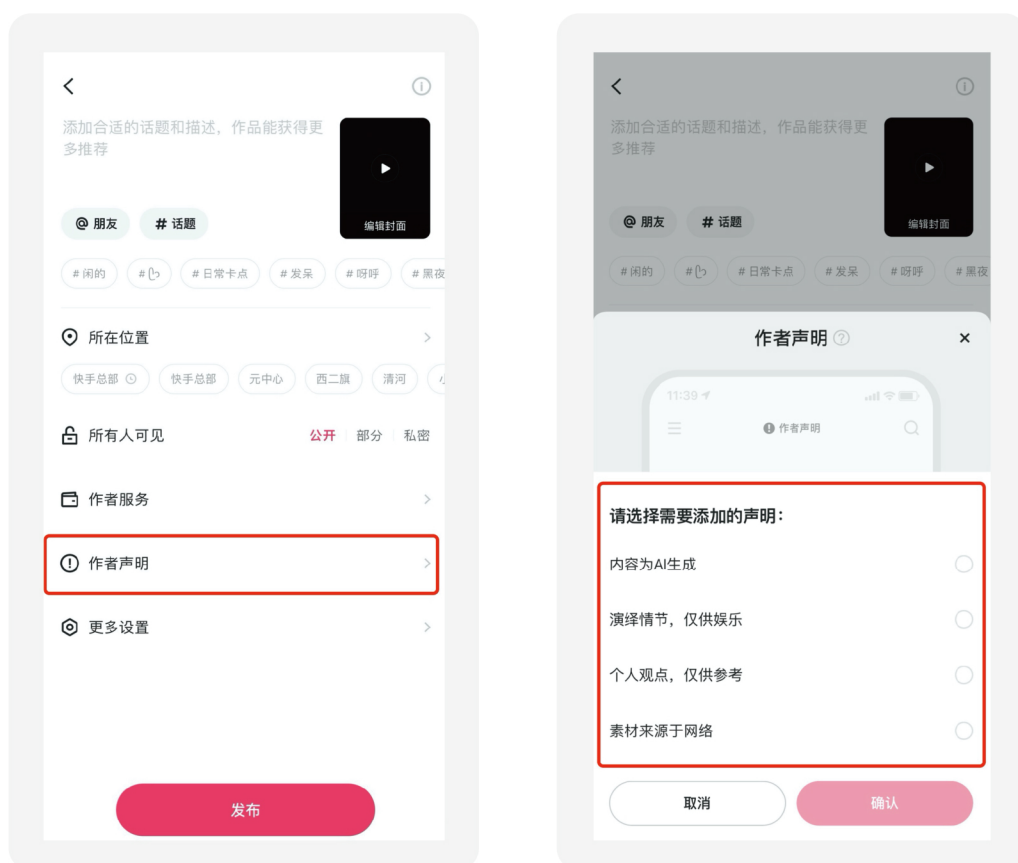 添加合适的话题和描述，作品能获得更
多推荐
编辑封面
@ 朋友
# 话题
# 闲的
#
# 日常卡点
# 发呆
# 呀呼
# 黑夜
所在位置
快手总部
快手总部
元中心
西二旗
清河
所有人可见
公开
部分
私密
作者服务
作者声明
更多设置
发布
添加合适的话题和描述，作品能获得更
多推荐
编辑封面
@ 朋友
# 话题
# 闲的
#
# 日常卡点
# 发呆
# 呀呼
# 黑夜
作者声明
11:39
作者声明
请选择需要添加的声明：
内容为AI生成
演绎情节，仅供娱乐
个人观点，仅供参考
素材来源于网络
取消
确认